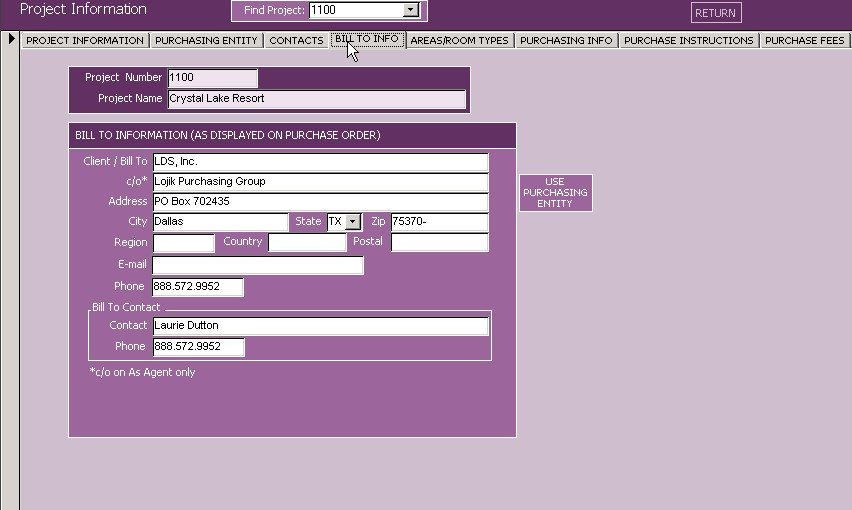 Project Information Find Project: 1100 RETURN
PROJECT INFORMATION PURCHASING ENTITY CONTACTS BILL TO INFO AREAS/ROOM TYPES PURCHASING INFO PURCHASE INSTRUCTIONS PURCHASE FEES
Project Number 1100
Project Name Crystal Lake Resort
BILL TO INFORMATION (AS DISPLAYED ON PURCHASE ORDER)
Client / Bill To LDS, Inc.
c/o* Lojik Purchasing Group
USE PURCHASING ENTITY
Address PO Box 702435
City Dallas State TX Zip 75370-
Region Country Postal
E-mail
Phone 888.572.9952
Bill To Contact
Contact Laurie Dutton
Phone 888.572.9952
*c/o on As Agent only